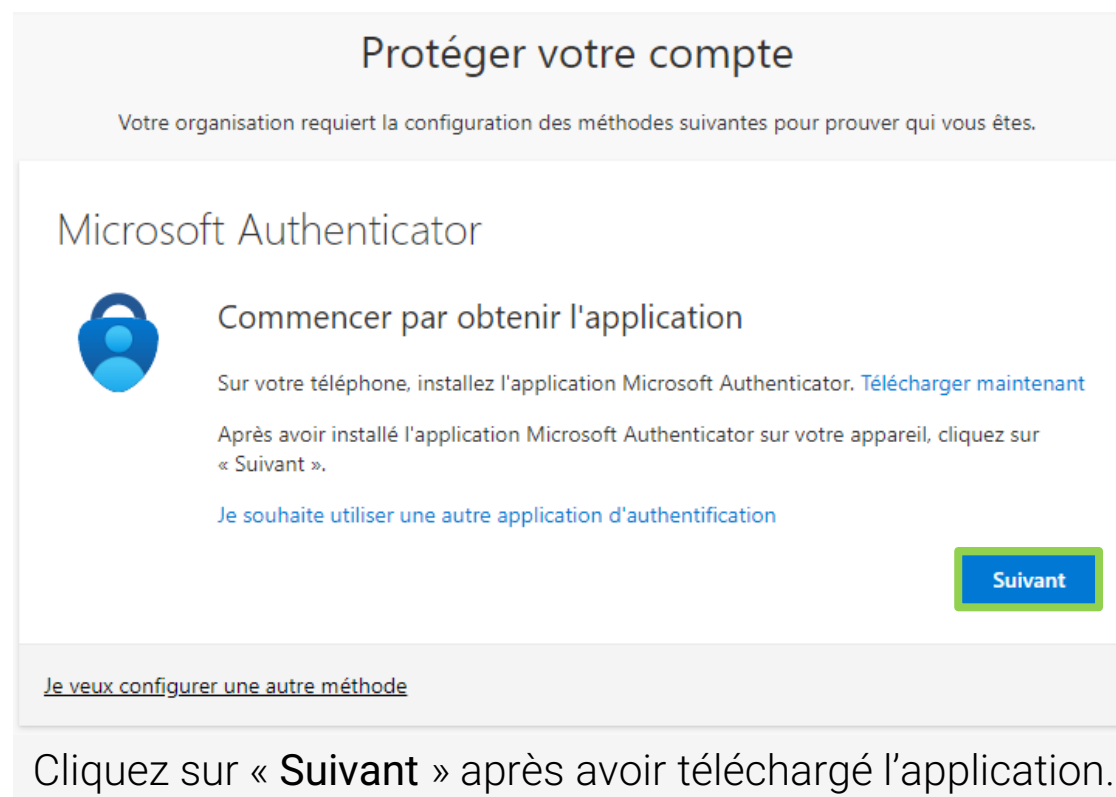 Protéger votre compte
Votre organisation requiert la configuration des méthodes suivantes pour prouver qui vous êtes.
Microsoft Authenticator
Commencer par obtenir l'application
Sur votre téléphone, installez l'application Microsoft Authenticator. Télécharger maintenant
Après avoir installé l'application Microsoft Authenticator sur votre appareil, cliquez sur
« Suivant ».
Je souhaite utiliser une autre application d'authentification
Suivant
Je veux configurer une autre méthode
Cliquez sur « Suivant » après avoir téléchargé l’application.